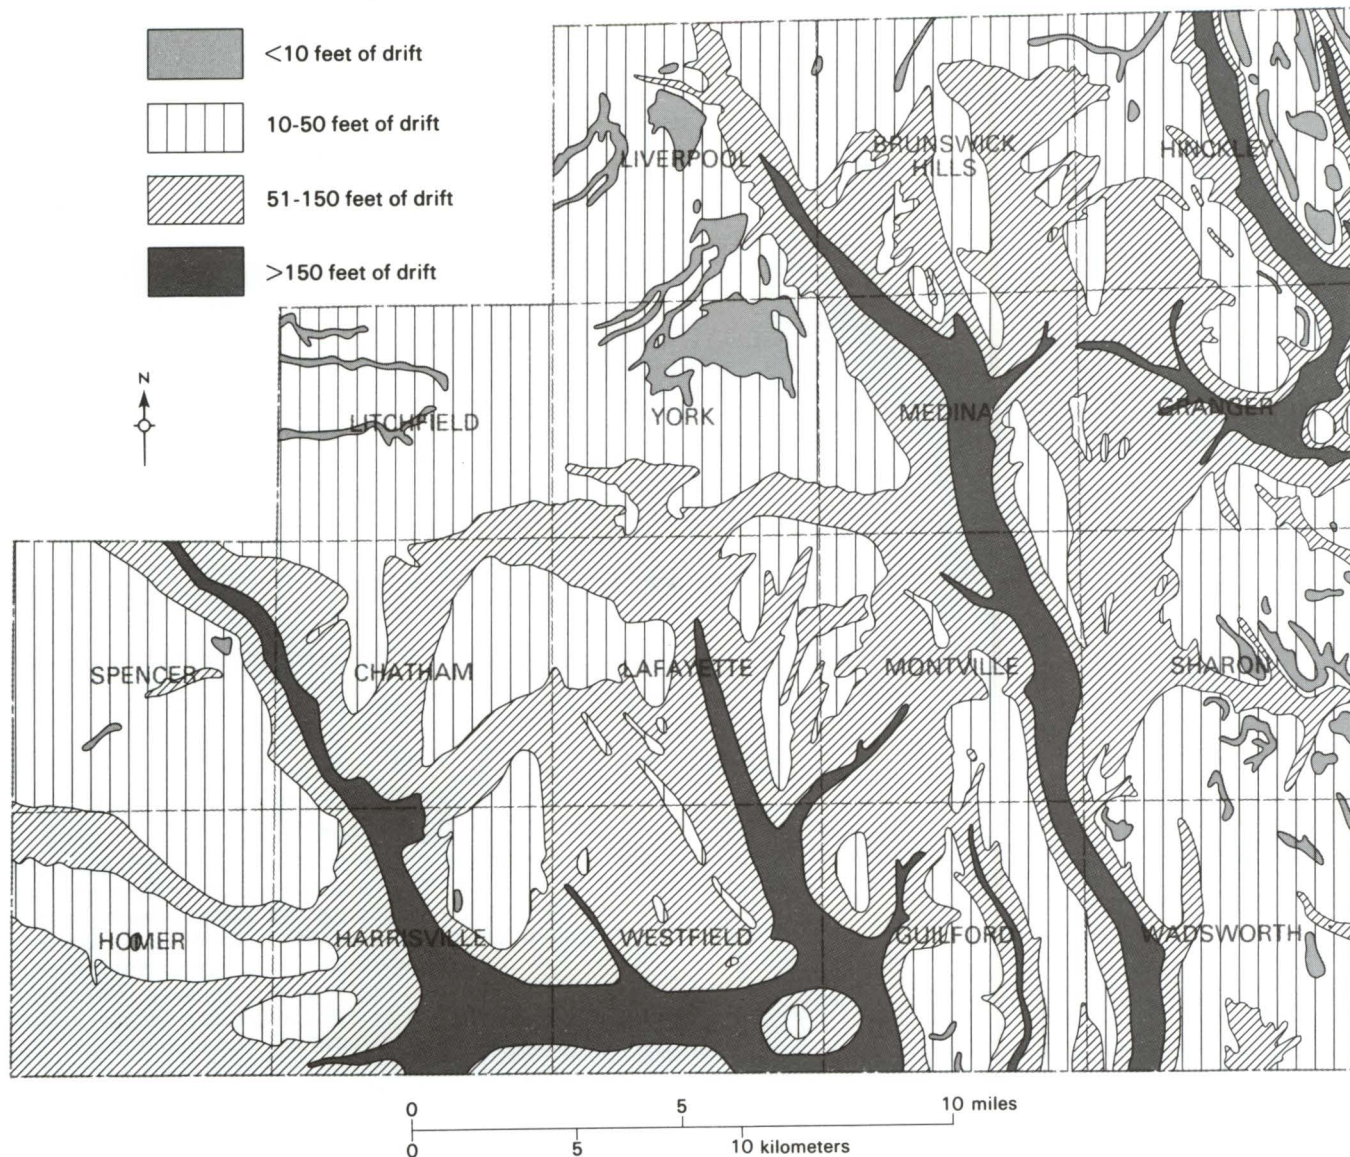 <10 feet of drift
10-50 feet of drift
51-150 feet of drift
>150 feet of drift
N
LIVERPOOL
BRUNSWICK
HILLS
HINCKLEY
LITCHFIELD
YORK
MEDINA
GRANGER
SPENCER
CHATHAM
LAFAYETTE
MONTVILLE
SHARON
HOMER
HARRISVILLE
WESTFIELD
GUILFORD
WADSWORTH
0 5 10 miles
0 5 10 kilometers